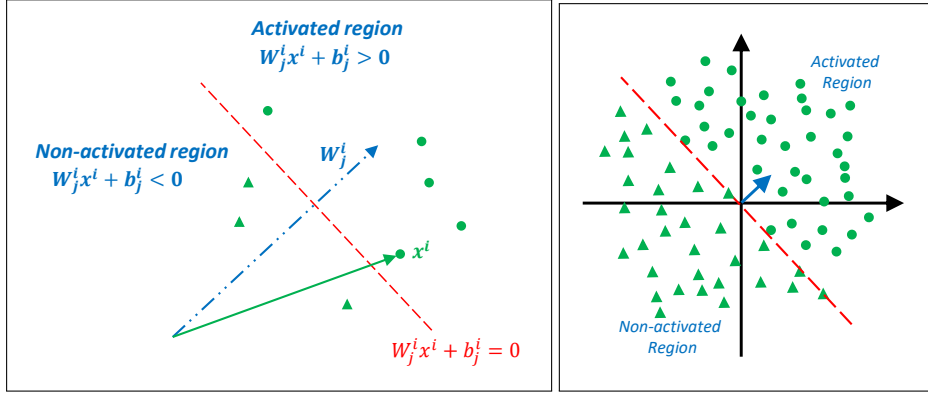 Activated region
W_j^i x^i + b_j^i > 0
Non-activated region
W_j^i x^i + b_j^i < 0
W_j^i
x^i
W_j^i x^i + b_j^i = 0
Activated
Region
Non-activated
Region